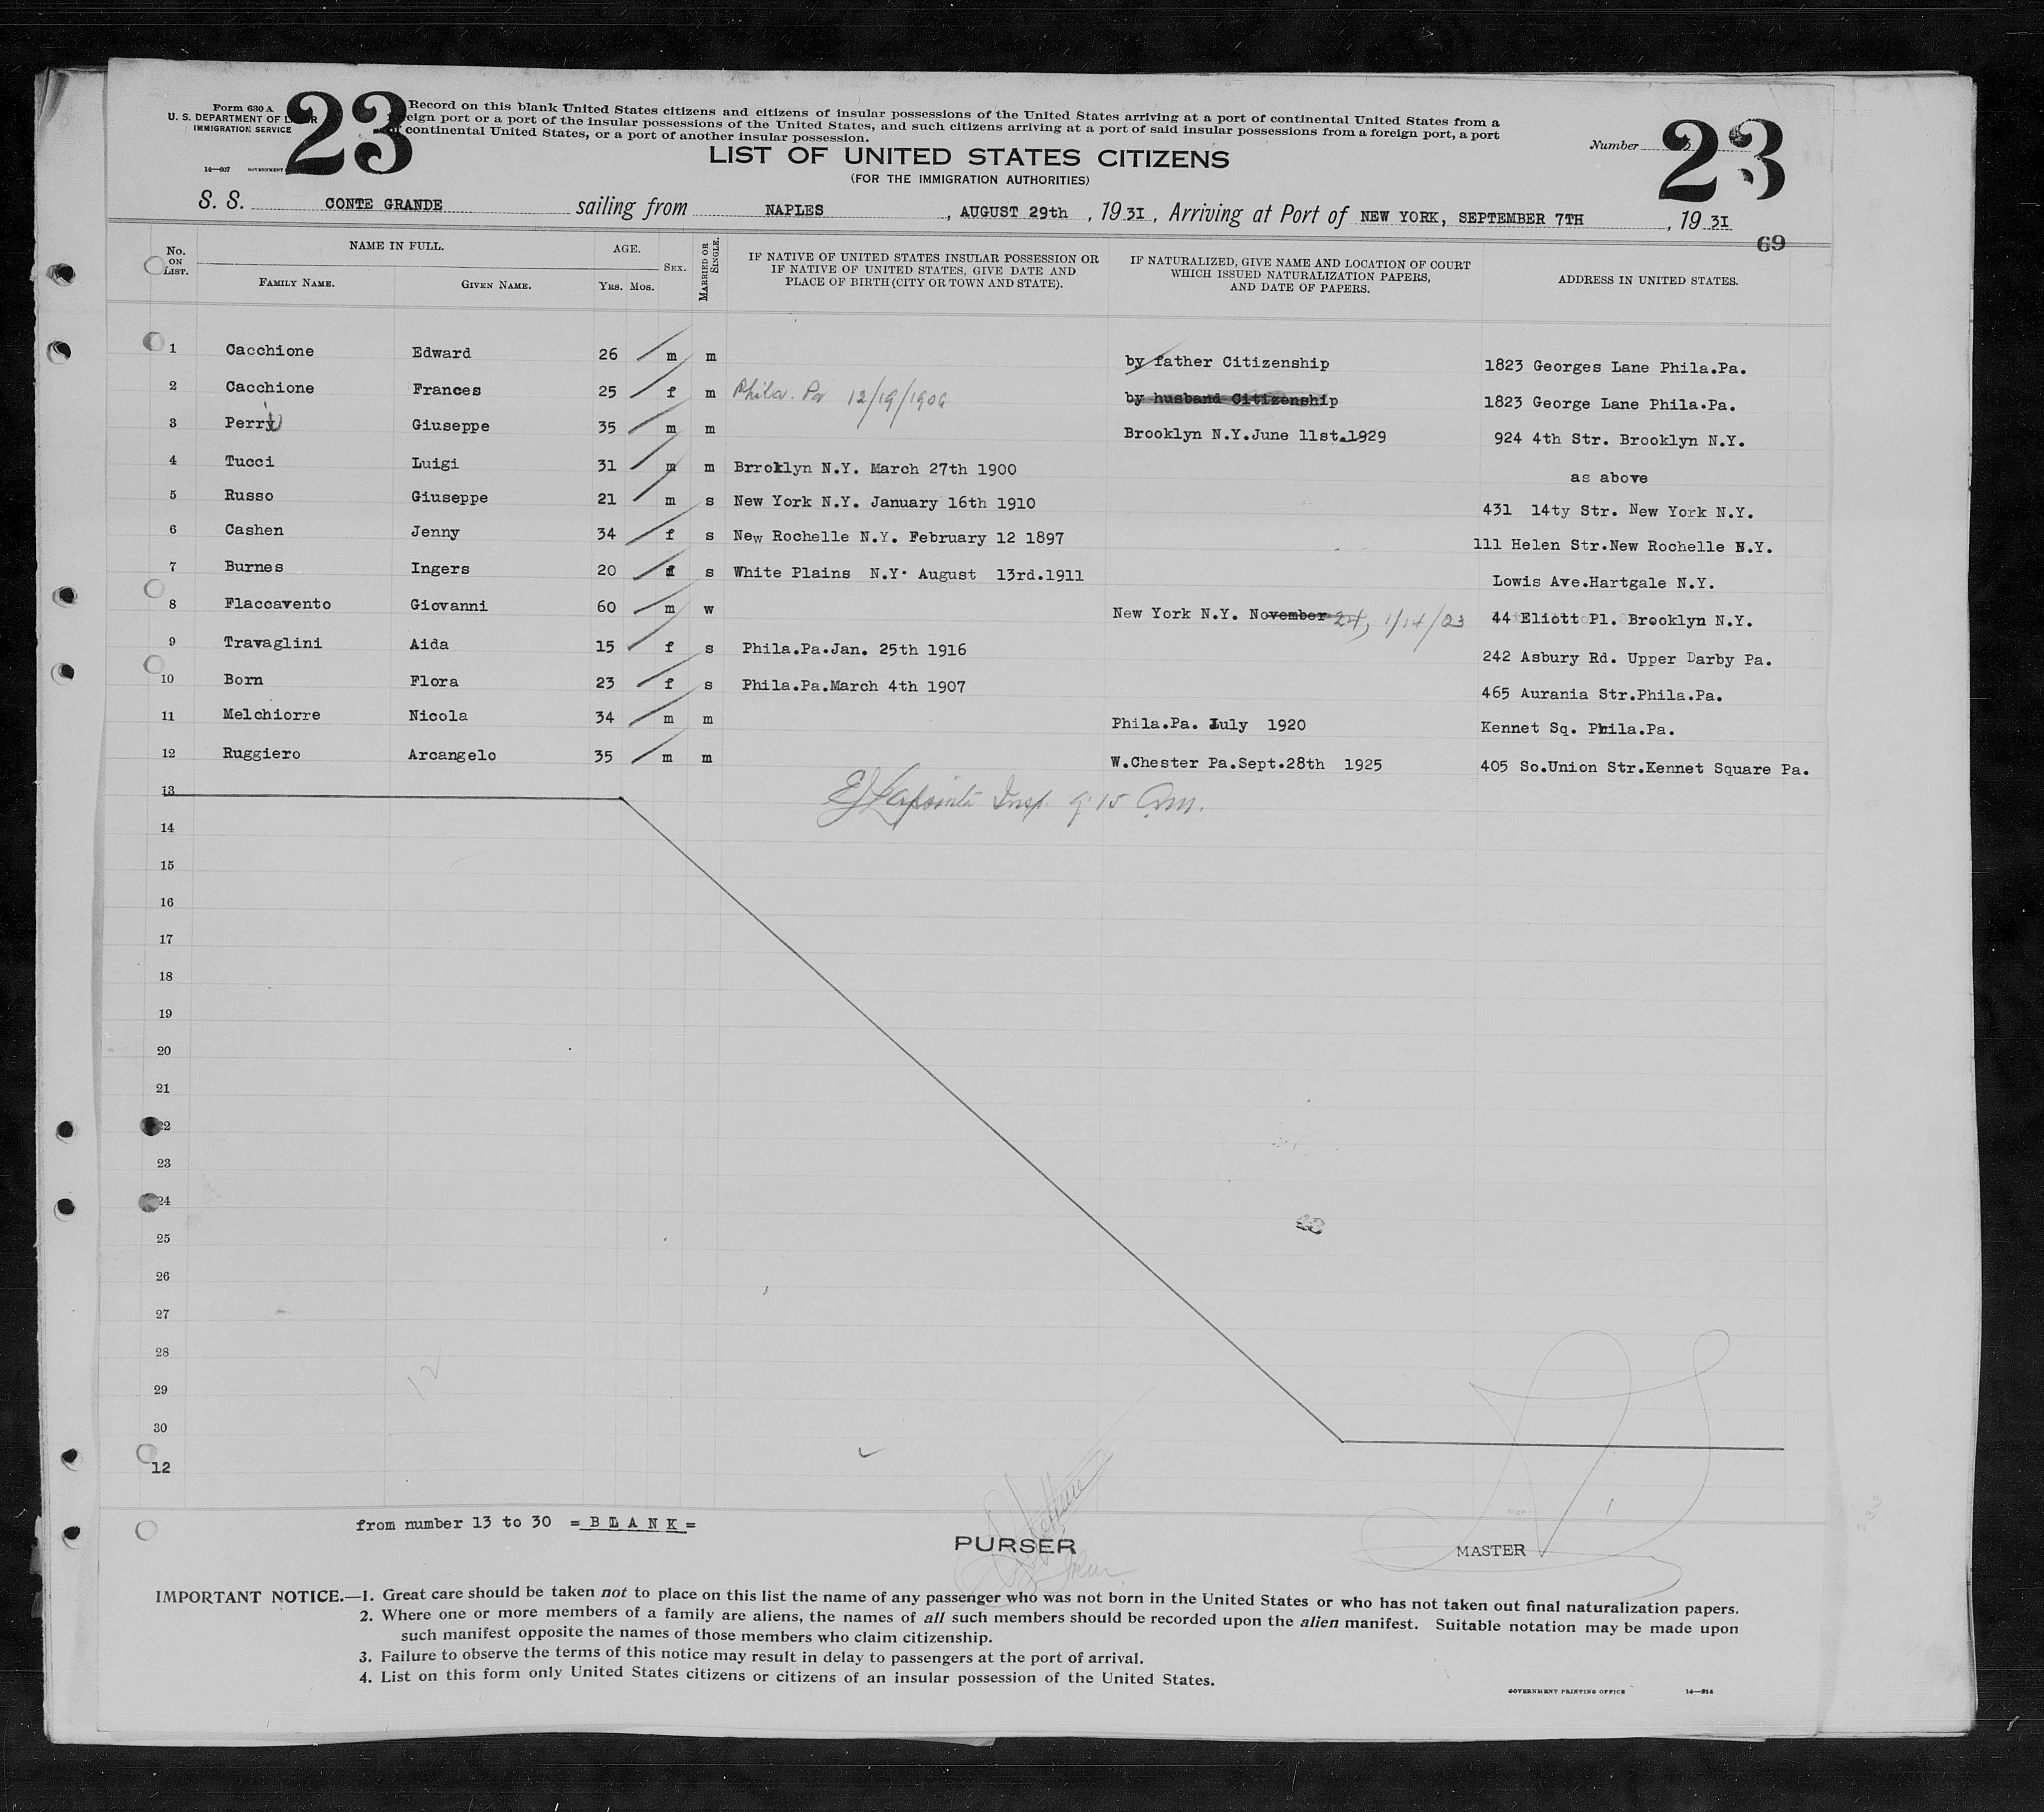 Form 630 A
U. S. DEPARTMENT OF LABOR
IMMIGRATION SERVICE
14—607 GOVERNMENT
23
Record on this blank United States citizens and citizens of insular possessions of the United States arriving at a port of continental United States from a
foreign port or a port of the insular possessions of the United States, and such citizens arriving at a port of said insular possessions from a foreign port, a port
of continental United States, or a port of another insular possession.
LIST OF UNITED STATES CITIZENS
(FOR THE IMMIGRATION AUTHORITIES)
Number
23
S. S. CONTE GRANDE sailing from NAPLES, AUGUST 29th, 1931, Arriving at Port of NEW YORK, SEPTEMBER 7TH, 1931
69
No. ON LIST. NAME IN FULL. AGE. SEX. MARRIED OR SINGLE. IF NATIVE OF UNITED STATES INSULAR POSSESSION OR IF NATIVE OF UNITED STATES, GIVE DATE AND PLACE OF BIRTH (CITY OR TOWN AND STATE). IF NATURALIZED, GIVE NAME AND LOCATION OF COURT WHICH ISSUED NATURALIZATION PAPERS, AND DATE OF PAPERS. ADDRESS IN UNITED STATES.
FAMILY NAME. GIVEN NAME. YRS. MOS.
1 Cacchione Edward 26 m m by father Citizenship 1823 Georges Lane Phila.Pa.
2 Cacchione Frances 25 f m Phila. Pa 12/19/1906 by husband Citizenship 1823 George Lane Phila.Pa.
3 Perri Giuseppe 35 m m Brooklyn N.Y.June 11st.1929 924 4th Str. Brooklyn N.Y.
4 Tucci Luigi 31 m m Brroklyn N.Y. March 27th 1900 as above
5 Russo Giuseppe 21 m s New York N.Y. January 16th 1910 431 14ty Str. New York N.Y.
6 Cashen Jenny 34 f s New Rochelle N.Y. February 12 1897 111 Helen Str.New Rochelle N.Y.
7 Burnes Ingers 20 f s White Plains N.Y. August 13rd.1911 Lowis Ave.Hartgale N.Y.
8 Flaccavento Giovanni 60 m w New York N.Y. November 24, 1/14/23 44 Eliott Pl. Brooklyn N.Y.
9 Travaglini Aida 15 f s Phila.Pa.Jan. 25th 1916 242 Asbury Rd. Upper Darby Pa.
10 Born Flora 23 f s Phila.Pa.March 4th 1907 465 Aurania Str.Phila.Pa.
11 Melchiorre Nicola 34 m m Phila.Pa. July 1920 Kennet Sq. Phila.Pa.
12 Ruggiero Arcangelo 35 m m W.Chester Pa.Sept.28th 1925 405 So.Union Str.Kennet Square Pa.
13 Insp. 9.15 Am.
14
15
16
17
18
19
20
21
22
23
24
25
26
27
28
29
30
12
12
from number 13 to 30 =BLANK=
PURSER
MASTER
IMPORTANT NOTICE.—1. Great care should be taken not to place on this list the name of any passenger who was not born in the United States or who has not taken out final naturalization papers.
2. Where one or more members of a family are aliens, the names of all such members should be recorded upon the alien manifest. Suitable notation may be made upon
such manifest opposite the names of those members who claim citizenship.
3. Failure to observe the terms of this notice may result in delay to passengers at the port of arrival.
4. List on this form only United States citizens or citizens of an insular possession of the United States.
GOVERNMENT PRINTING OFFICE 14—914